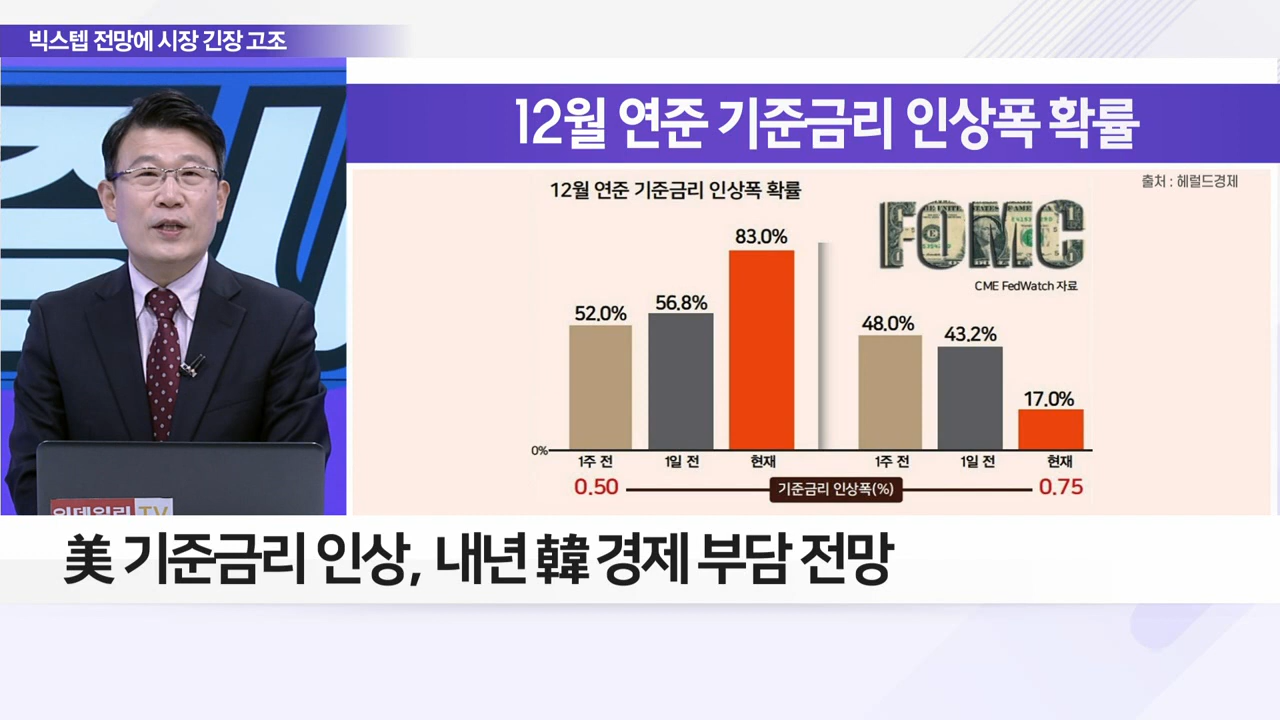 빅스텝 전망에 시장 긴장 고조
12월 연준 기준금리 인상폭 확률
출처 : 헤럴드경제
12월 연준 기준금리 인상폭 확률
FOMC
CME FedWatch 자료
83.0%
52.0% 56.8%
48.0% 43.2%
17.0%
0%
1주 전 1일 전 현재 1주 전 1일 전 현재
0.50 기준금리 인상폭(%) 0.75
이데일리 TV
美 기준금리 인상, 내년 韓 경제 부담 전망